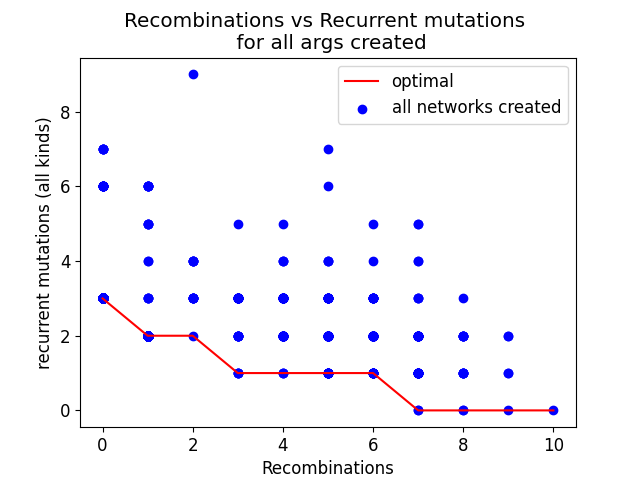 Recombinations vs Recurrent mutations
for all args created
optimal
all networks created
recurrent mutations (all kinds)
8
6
4
2
0
0 2 4 6 8 10
Recombinations